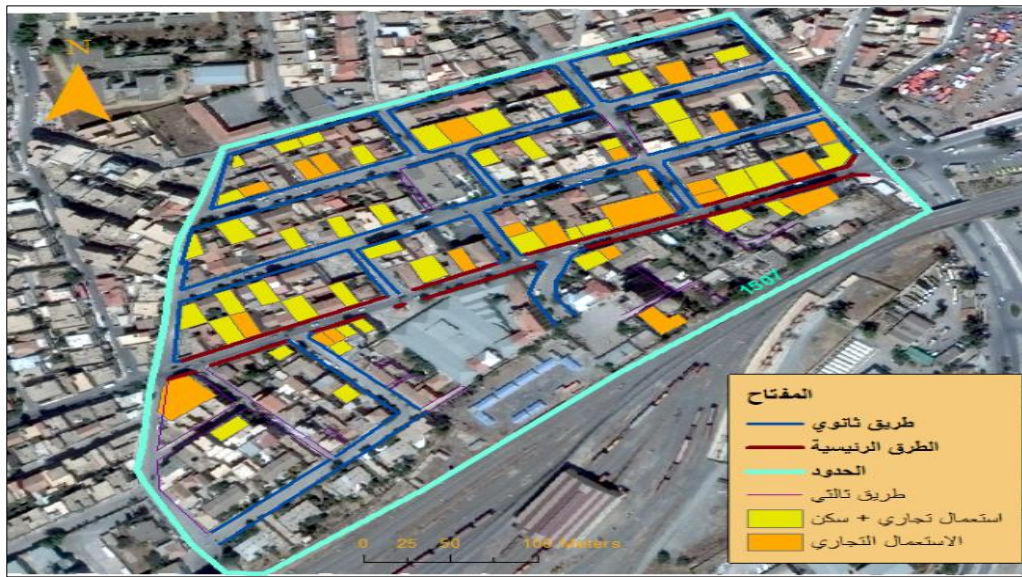 N
1507
المفتاح
طريق ثانوي
الطرق الرئيسية
الحدود
طريق ثالثي
استعمال تجاري + سكن
الاستعمال التجاري
0 25 50 100 Meters